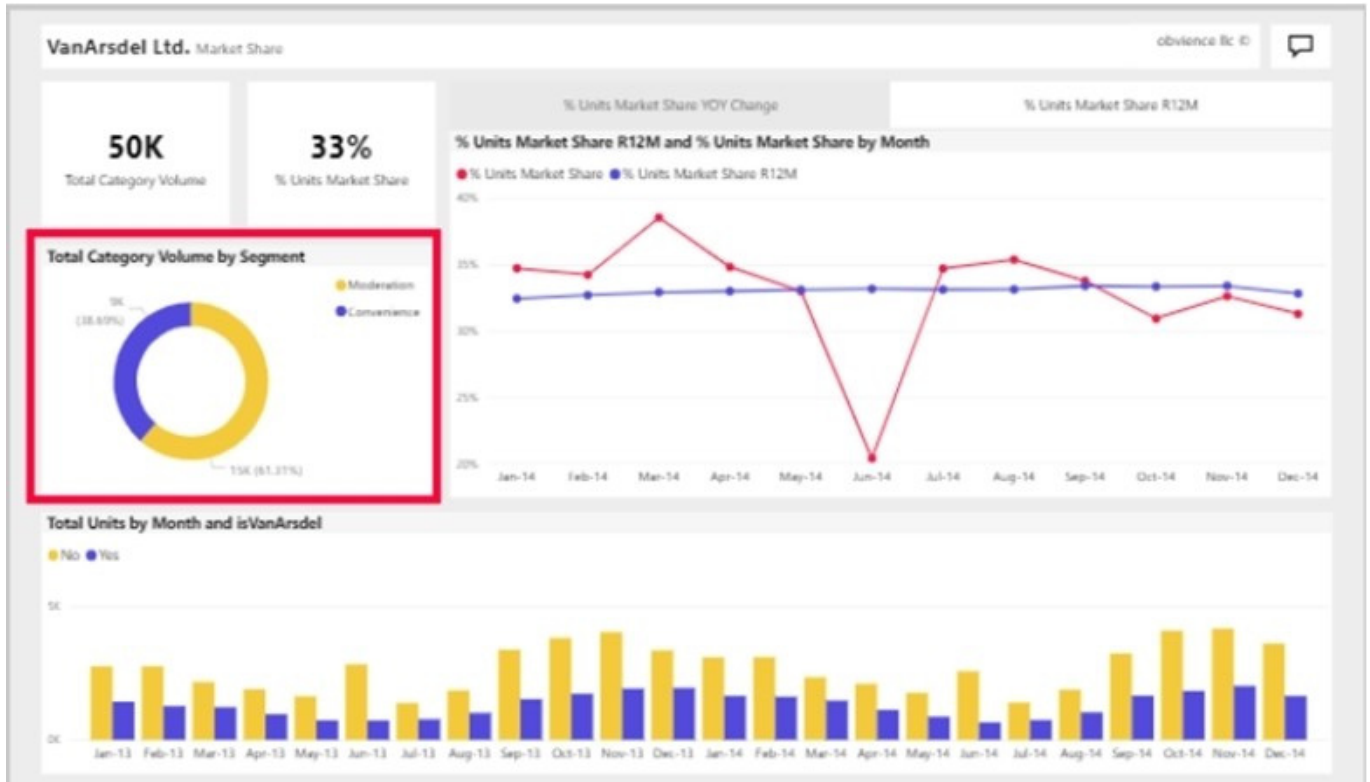 VanArsdel Ltd. Market Share
obvience llc ©
50K
Total Category Volume
33%
% Units Market Share
% Units Market Share YOY Change
% Units Market Share R12M
% Units Market Share R12M and % Units Market Share by Month
% Units Market Share % Units Market Share R12M
40%
35%
30%
25%
20%
Jan-14 Feb-14 Mar-14 Apr-14 May-14 Jun-14 Jul-14 Aug-14 Sep-14 Oct-14 Nov-14 Dec-14
Total Category Volume by Segment
Moderation
Convenience
9K
(38.69%)
15K (61.31%)
Total Units by Month and isVanArsdel
No Yes
5K
0K
Jan-13 Feb-13 Mar-13 Apr-13 May-13 Jun-13 Jul-13 Aug-13 Sep-13 Oct-13 Nov-13 Dec-13 Jan-14 Feb-14 Mar-14 Apr-14 May-14 Jun-14 Jul-14 Aug-14 Sep-14 Oct-14 Nov-14 Dec-14